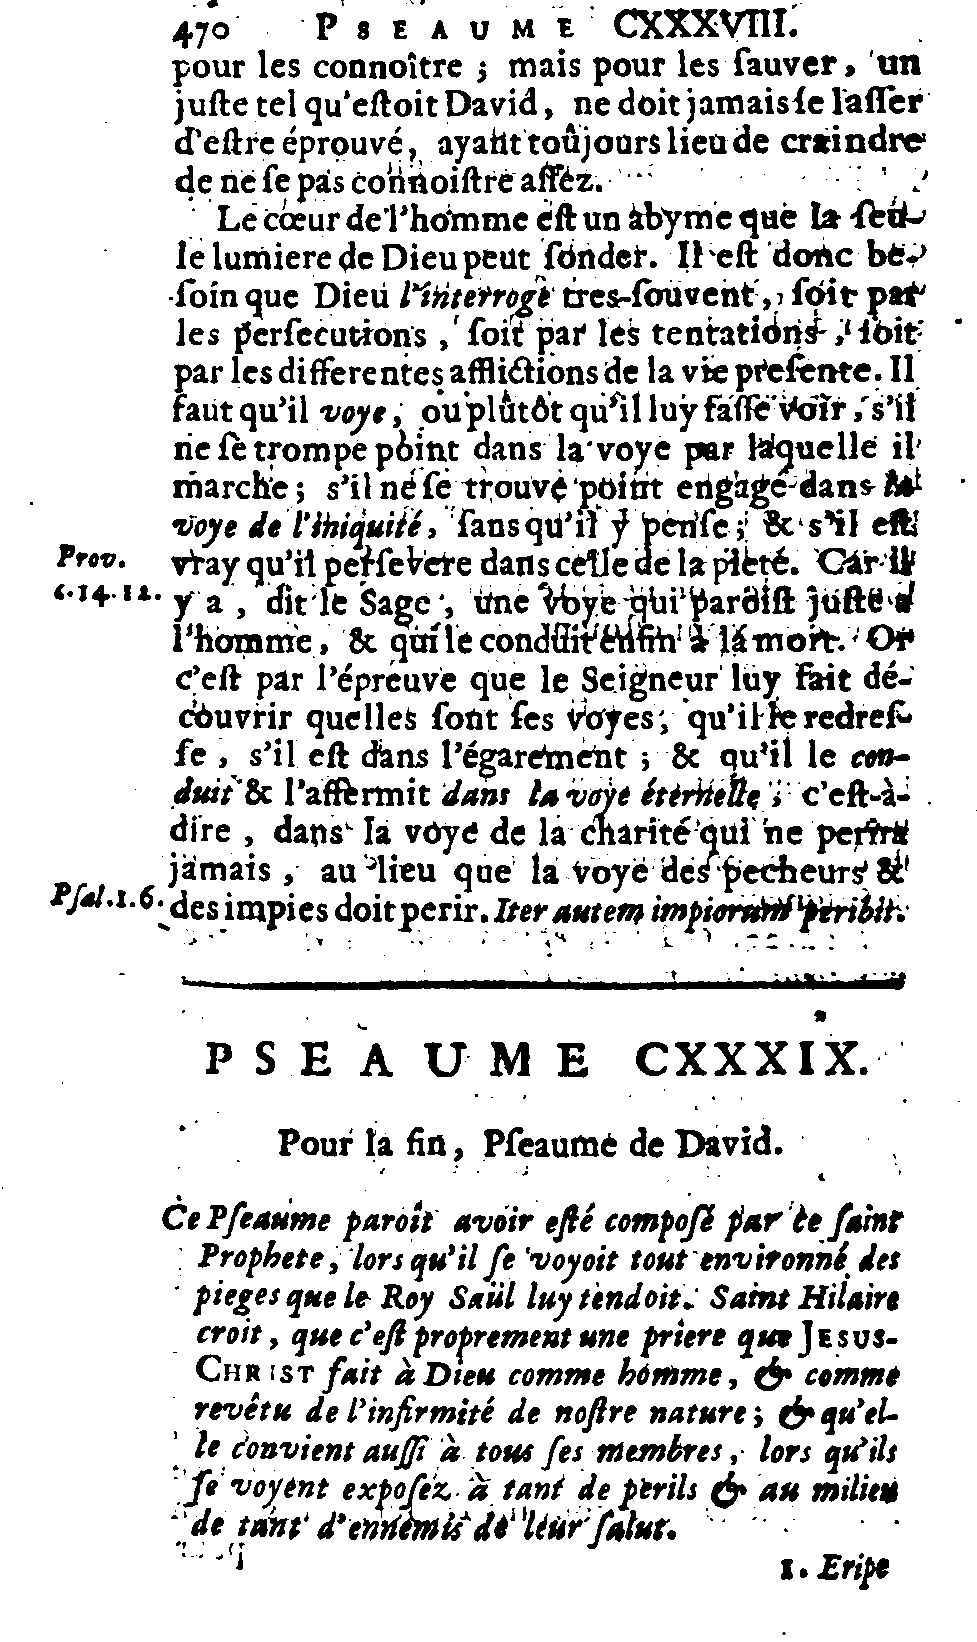 470 PSEAUME CXXXVIII.
pour les connoître ; mais pour les ſauver, un
juſte tel qu'eſtoit David, ne doit jamais ſe laſſer
d'eſtre éprouvé, ayant toûjours lieu de craindre
de ne ſe pas connoiſtre aſſez.
Le cœur de l'homme eſt un abyme que la ſeu-
le lumiere de Dieu peut ſonder. Il eſt donc be-
ſoin que Dieu l'interroge tres-ſouvent, ſoit par
les perſecutions, ſoit par les tentations, ſoit
par les differentes afflictions de la vie preſente. Il
faut qu'il voye, ou plûtôt qu'il luy faſſe voir, s'il
ne ſe trompe point dans la voye par laquelle il
marche ; s'il ne ſe trouve point engagé dans la
voye de l'iniquité, ſans qu'il y penſe ; & s'il eſt
Prov. vray qu'il perſevere dans celle de la pieté. Car il
6.14.12. y a, dit le Sage, une voye qui paroiſt juſte à
l'homme, & qui le conduit enfin à la mort. Or
c'eſt par l'épreuve que le Seigneur luy fait dé-
couvrir quelles ſont ſes voyes, qu'il le redreſ-
ſe, s'il eſt dans l'égarement ; & qu'il le con-
duit & l'affermit dans la voye éternelle ; c'eſt-à-
dire, dans la voye de la charité qui ne perira
jamais, au lieu que la voye des pecheurs &
Pſal.1.6. des impies doit perir. Iter autem impiorum peribit.
PSEAUME CXXXIX.
Pour la fin, Pſeaume de David.
Ce Pſeaume paroît avoir eſté compoſé par le ſaint
Prophete, lors qu'il ſe voyoit tout environné des
pieges que le Roy Saül luy tendoit. Saint Hilaire
croit, que c'eſt proprement une priere que JESUS-
CHRIST fait à Dieu comme homme, & comme
revêtu de l'infirmité de noſtre nature ; & qu'el-
le convient auſſi à tous ſes membres, lors qu'ils
ſe voyent expoſez à tant de perils & au milieu
de tant d'ennemis de leur ſalut.
1. Eripe